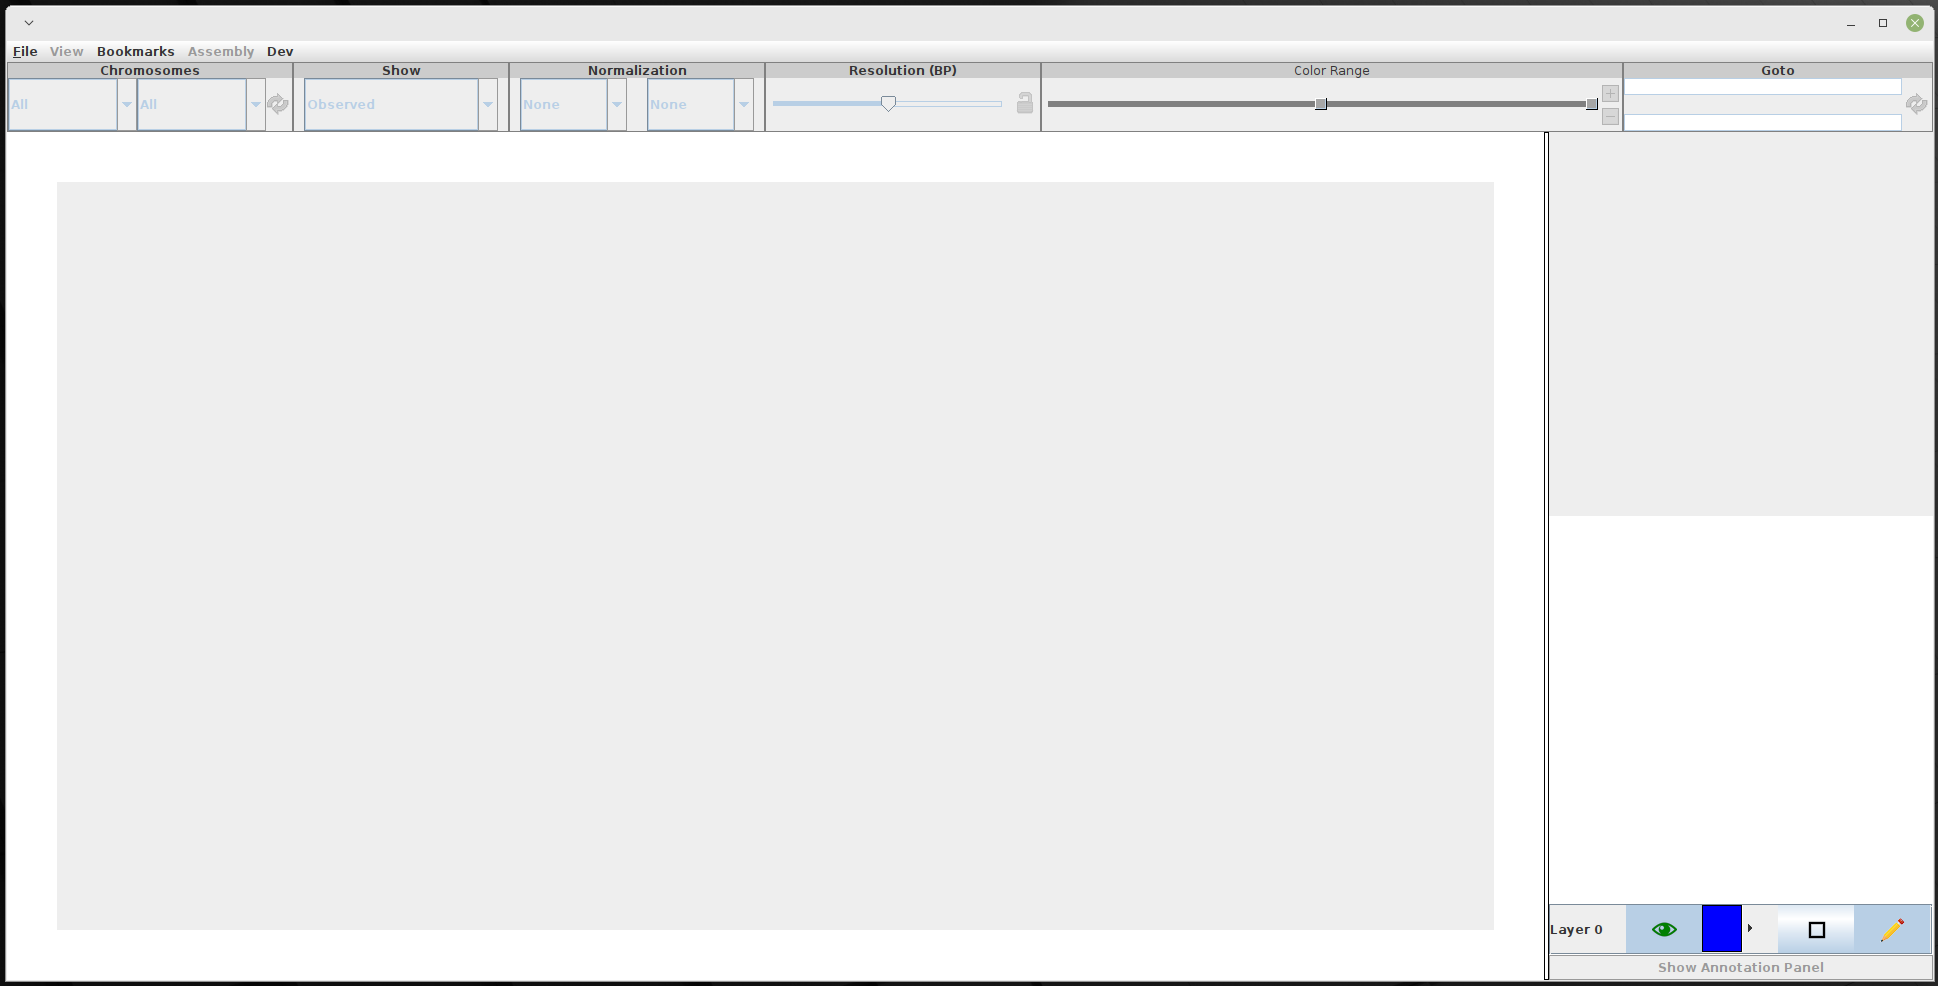 File View Bookmarks Assembly Dev
Chromosomes Show Normalization Resolution (BP) Color Range Goto
All All Observed None None
Layer 0
Show Annotation Panel